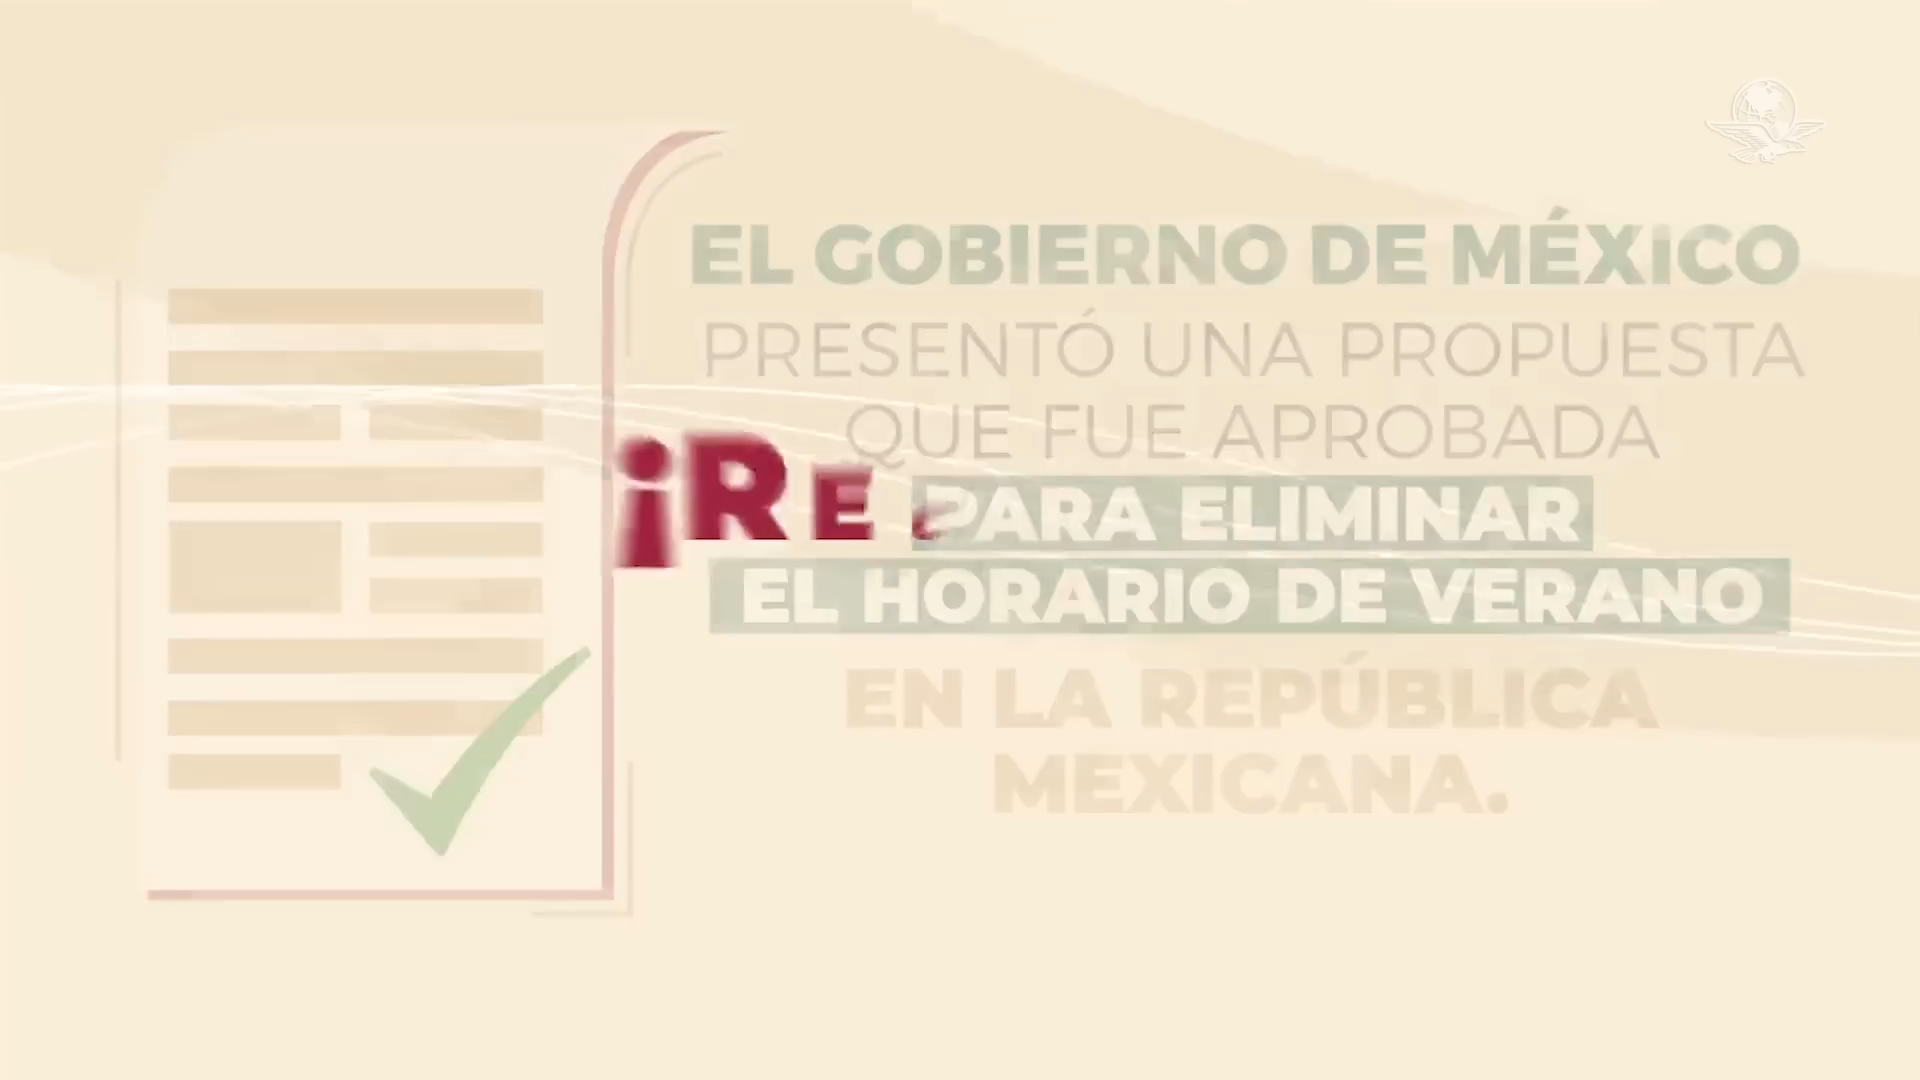 EL GOBIERNO DE MÉXICO
PRESENTÓ UNA PROPUESTA
QUE FUE APROBADA
¡RE
PARA ELIMINAR
EL HORARIO DE VERANO
EN LA REPÚBLICA
MEXICANA.